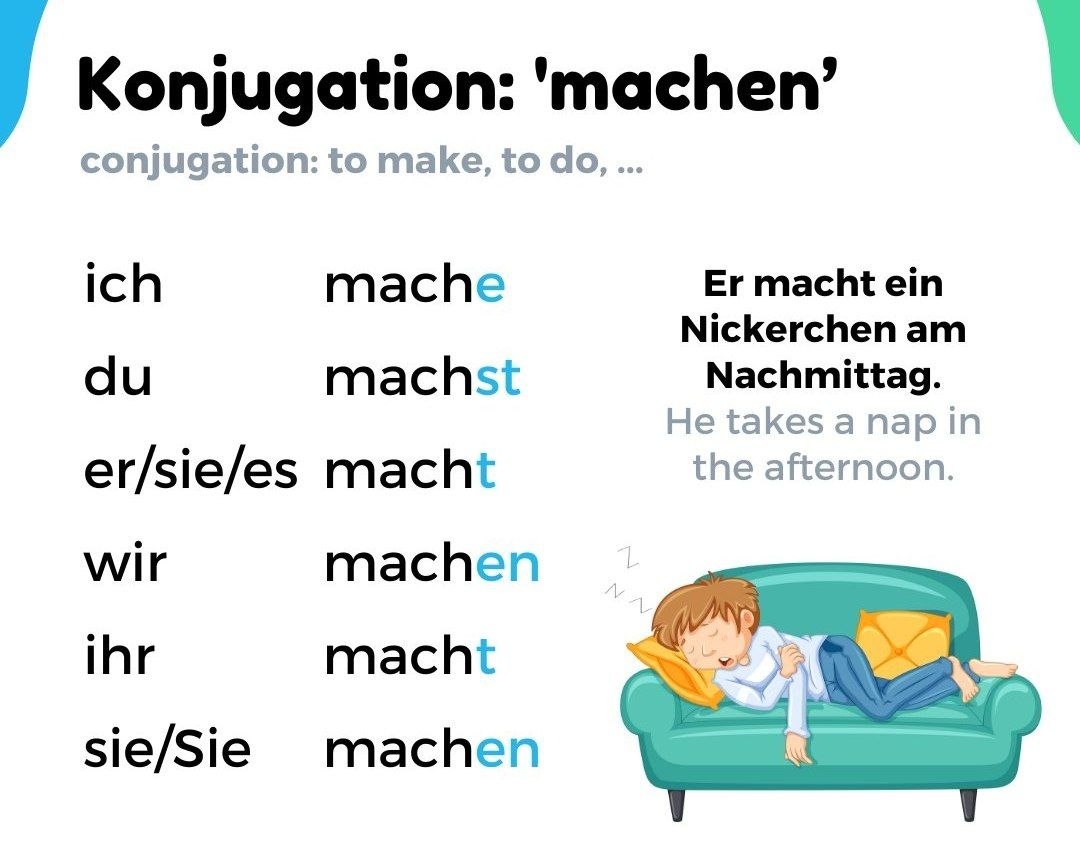 Konjugation: 'machen’
conjugation: to make, to do, ...
ich mache
du machst
er/sie/es macht
wir machen
ihr macht
sie/Sie machen
Er macht ein
Nickerchen am
Nachmittag.
He takes a nap in
the afternoon.
Z
Z
Z